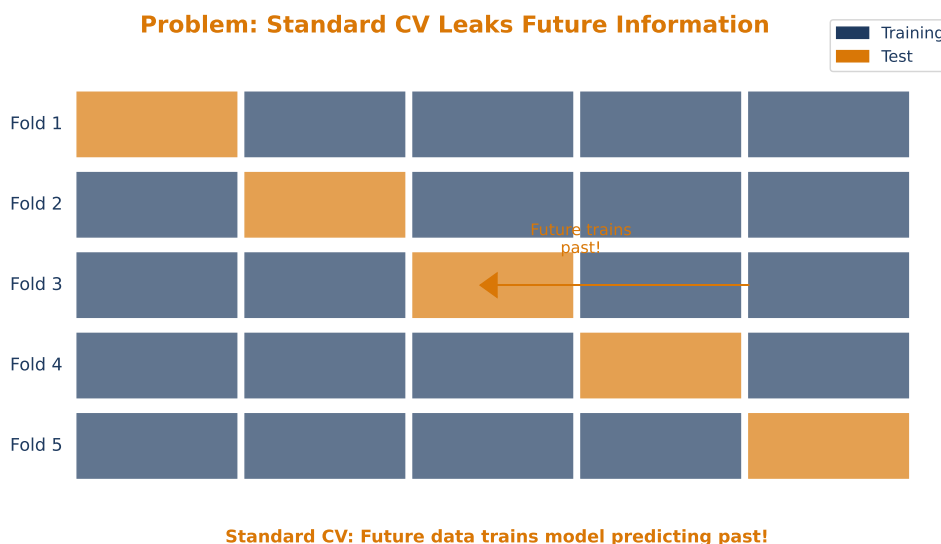 Problem: Standard CV Leaks Future Information
Training
Test
Fold 1
Fold 2
Future trains
past!
Fold 3
Fold 4
Fold 5
Standard CV: Future data trains model predicting past!